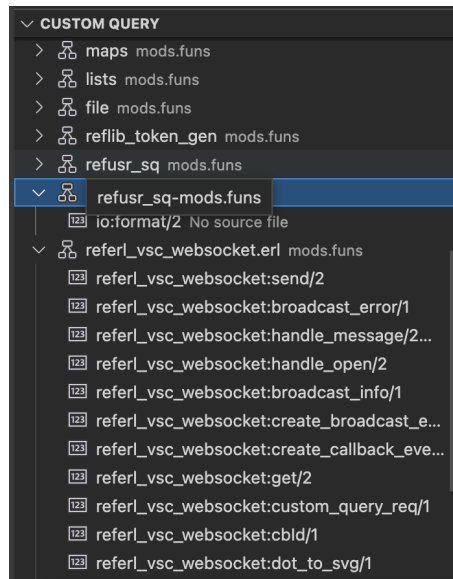 CUSTOM QUERY
maps mods.funs
lists mods.funs
file mods.funs
reflib_token_gen mods.funs
refusr_sq mods.funs
refusr_sq-mods.funs
io:format/2 No source file
referl_vsc_websocket.erl mods.funs
referl_vsc_websocket:send/2
referl_vsc_websocket:broadcast_error/1
referl_vsc_websocket:handle_message/2...
referl_vsc_websocket:handle_open/2
referl_vsc_websocket:broadcast_info/1
referl_vsc_websocket:create_broadcast_e...
referl_vsc_websocket:create_callback_eve...
referl_vsc_websocket:get/2
referl_vsc_websocket:custom_query_req/1
referl_vsc_websocket:cbld/1
referl_vsc_websocket:dot_to_svg/1